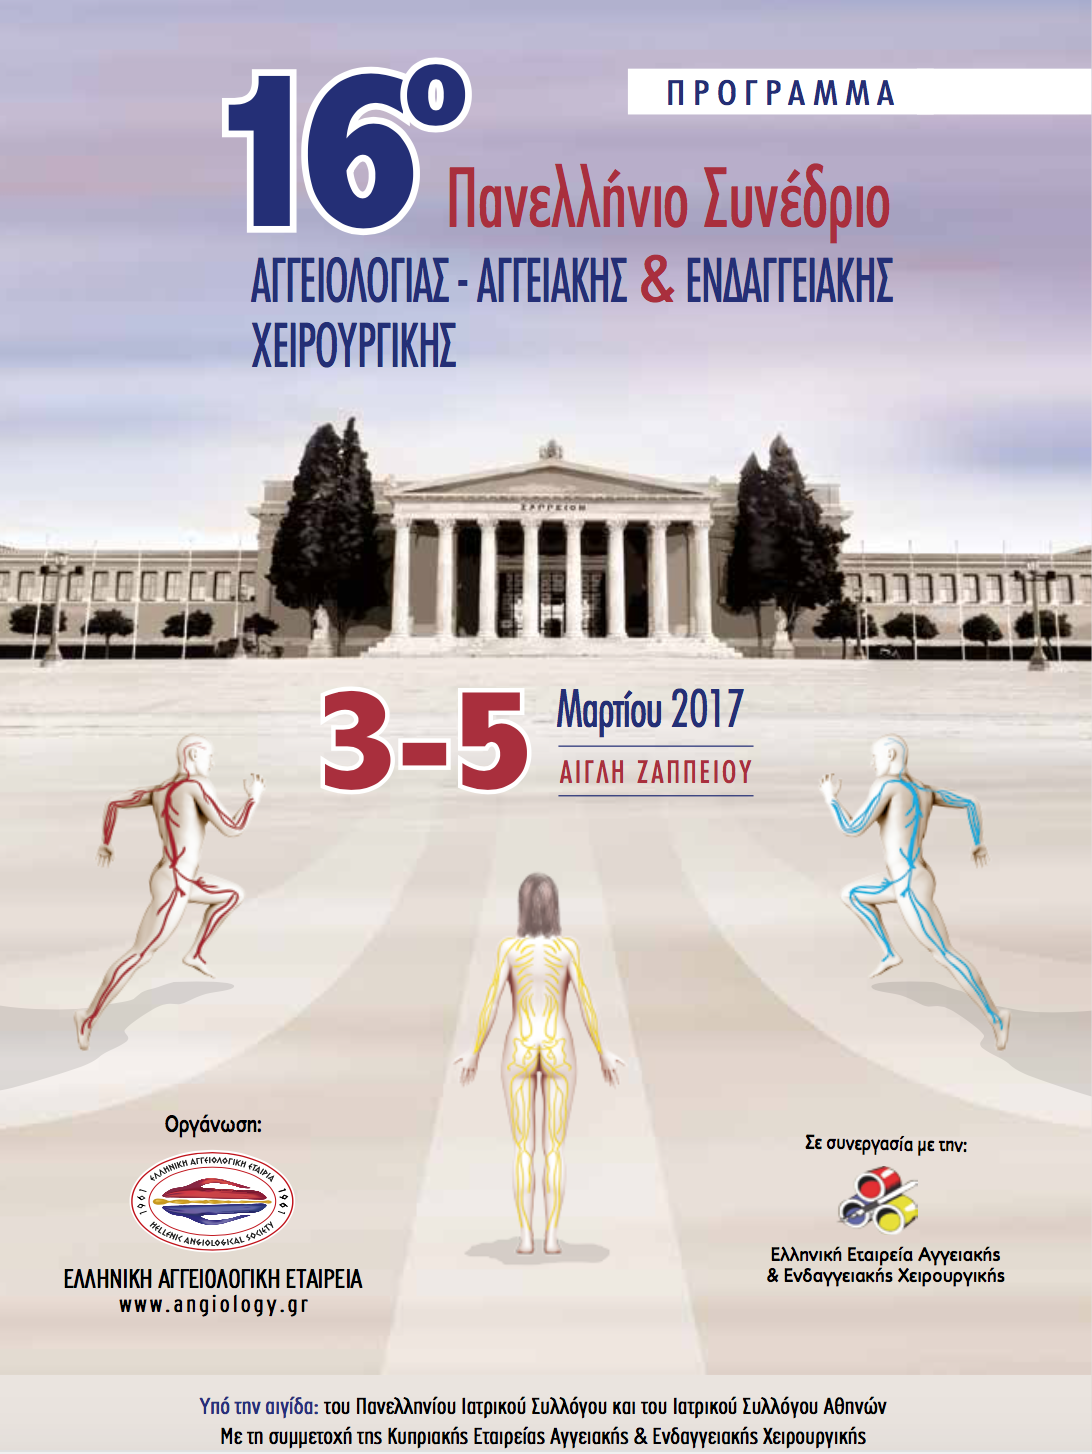 ΠΡΟΓΡΑΜΜΑ
16ο
Πανελλήνιο Συνέδριο
ΑΓΓΕΙΟΛΟΓΙΑΣ - ΑΓΓΕΙΑΚΗΣ & ΕΝΔΑΓΓΕΙΑΚΗΣ
ΧΕΙΡΟΥΡΓΙΚΗΣ
ΖΑΠΠΕΙΟΝ
3-5
Μαρτίου 2017
ΑΙΓΛΗ ΖΑΠΠΕΙΟΥ
Οργάνωση:
ΕΛΛΗΝΙΚΗ ΑΓΓΕΙΟΛΟΓΙΚΗ ΕΤΑΙΡΙΑ
1961 1961
HELLENIC ANGIOLOGICAL SOCIETY
ΕΛΛΗΝΙΚΗ ΑΓΓΕΙΟΛΟΓΙΚΗ ΕΤΑΙΡΕΙΑ
www.angiology.gr
Σε συνεργασία με την:
Ελληνική Εταιρεία Αγγειακής
& Ενδαγγειακής Χειρουργικής
Υπό την αιγίδα: του Πανελληνίου Ιατρικού Συλλόγου και του Ιατρικού Συλλόγου Αθηνών
Με τη συμμετοχή της Κυπριακής Εταιρείας Αγγειακής & Ενδαγγειακής Χειρουργικής